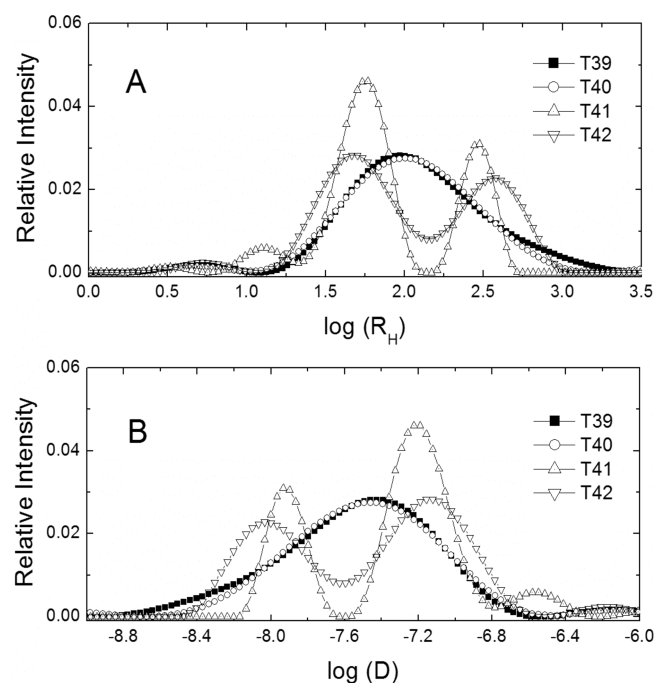 0.06
0.04
0.02
0.00
Relative Intensity
A
T39
T40
T41
T42
0.0 0.5 1.0 1.5 2.0 2.5 3.0 3.5
log (R_H)
0.06
0.04
0.02
0.00
Relative Intensity
B
T39
T40
T41
T42
-8.8 -8.4 -8.0 -7.6 -7.2 -6.8 -6.4 -6.0
log (D)